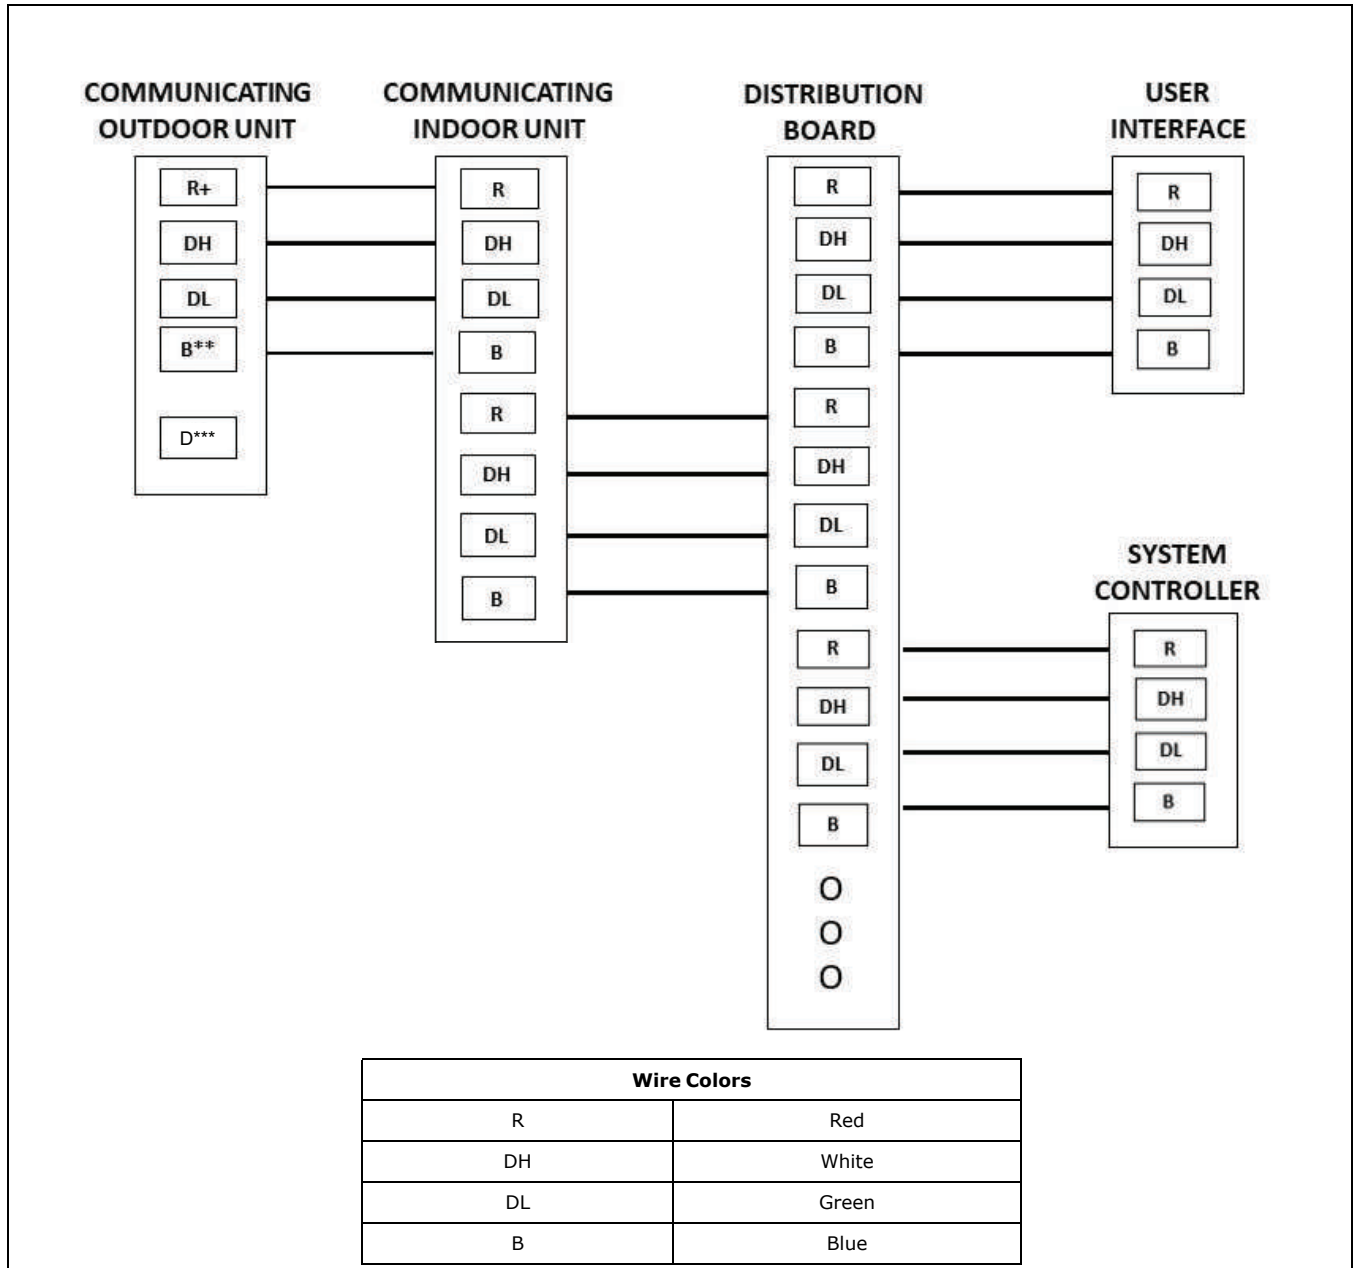 COMMUNICATING
OUTDOOR UNIT
R+
DH
DL
B**
D***
COMMUNICATING
INDOOR UNIT
R
DH
DL
B
R
DH
DL
B
DISTRIBUTION
BOARD
R
DH
DL
B
R
DH
DL
B
R
DH
DL
B
O
O
O
USER
INTERFACE
R
DH
DL
B
SYSTEM
CONTROLLER
R
DH
DL
B
Wire Colors
R Red
DH White
DL Green
B Blue